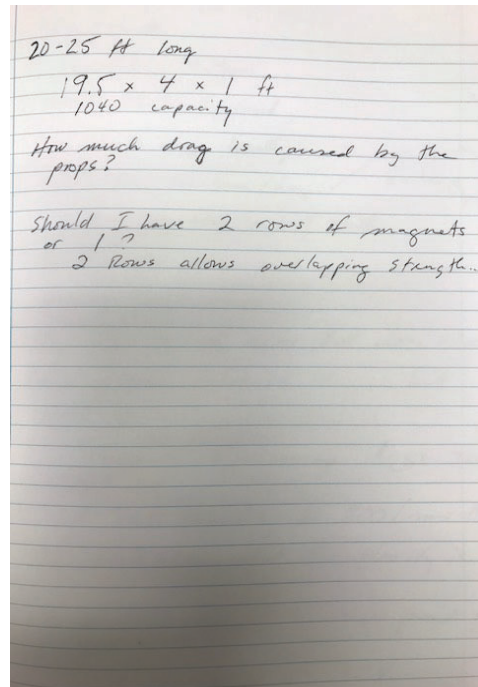 20-25 ft long
19.5 x 4 x 1 ft
1040 capacity
How much drag is caused by the
props?
Should I have 2 rows of magnets
or 1?
2 Rows allows overlapping strength..